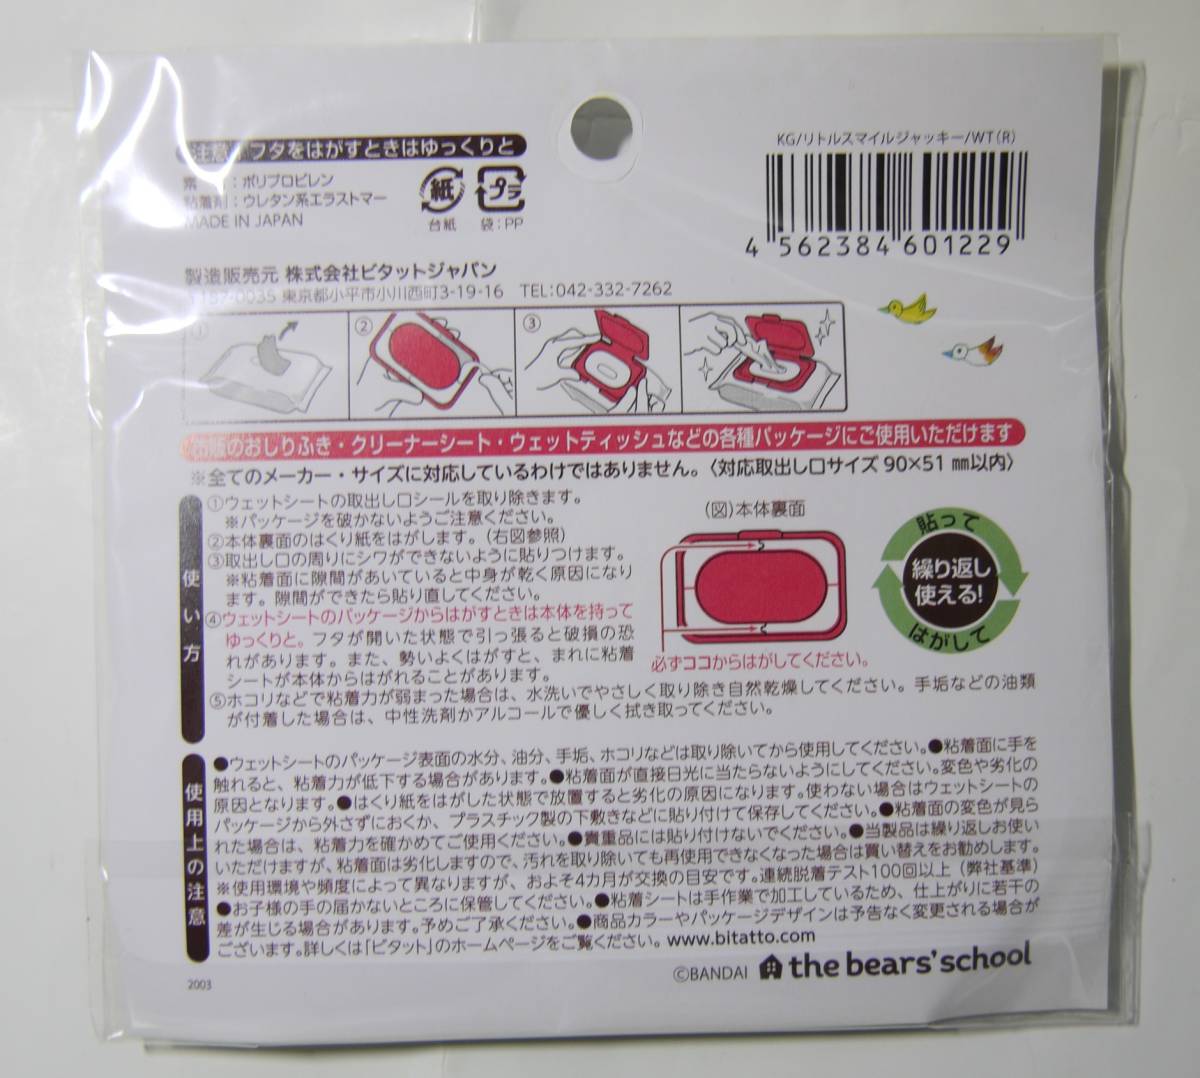 注意！フタをはがすときはゆっくりと
素　材：ポリプロピレン
粘着剤：ウレタン系エラストマー
MADE IN JAPAN
紙
台紙
プラ
袋：PP
KG/リトルスマイルジャッキー/WT(R)
4 562384 601229
製造販売元 株式会社ビタットジャパン
〒187-0035 東京都小平市小川西町3-19-16　TEL:042-332-7262
①
②
③
市販のおしりふき・クリーナーシート・ウェットティッシュなどの各種パッケージにご使用いただけます
※全てのメーカー・サイズに対応しているわけではありません。〈対応取出し口サイズ 90×51 mm以内〉
使い方
①ウェットシートの取出し口シールを取り除きます。
※パッケージを破かないようご注意ください。
②本体裏面のはくり紙をはがします。(右図参照)
③取出し口の周りにシワができないように貼りつけます。
※粘着面に隙間があいていると中身が乾く原因になり
ます。隙間ができたら貼り直してください。
④ウェットシートのパッケージからはがすときは本体を持って
ゆっくりと。フタが開いた状態で引っ張ると破損の恐
れがあります。また、勢いよくはがすと、まれに粘着
シートが本体からはがれることがあります。
⑤ホコリなどで粘着力が弱まった場合は、水洗いでやさしく取り除き自然乾燥してください。手垢などの油類
が付着した場合は、中性洗剤かアルコールで優しく拭き取ってください。
(図)本体裏面
必ずココからはがしてください。
貼って
繰り返し
使える!
はがして
使用上の注意
●ウェットシートのパッケージ表面の水分、油分、手垢、ホコリなどは取り除いてから使用してください。●粘着面に手を
触れると、粘着力が低下する場合があります。●粘着面が直接日光に当たらないようにしてください。変色や劣化の
原因となります。●はくり紙をはがした状態で放置すると劣化の原因になります。使わない場合はウェットシートの
パッケージから外さずにおくか、プラスチック製の下敷きなどに貼り付けて保存してください。●粘着面の変色が見ら
れた場合は、粘着力を確かめてご使用ください。●貴重品には貼り付けないでください。●当製品は繰り返しお使い
いただけますが、粘着面は劣化しますので、汚れを取り除いても再使用できなくなった場合は買い替えをお勧めします。
※使用環境や頻度によって異なりますが、およそ4カ月が交換の目安です。連続脱着テスト100回以上(弊社基準)
●お子様の手の届かないところに保管してください。●粘着シートは手作業で加工しているため、仕上がりに若干の
差が生じる場合があります。予めご了承ください。●商品カラーやパッケージデザインは予告なく変更される場合が
ございます。詳しくは「ビタット」のホームページをご覧ください。www.bitatto.com
©BANDAI the bears' school
2003